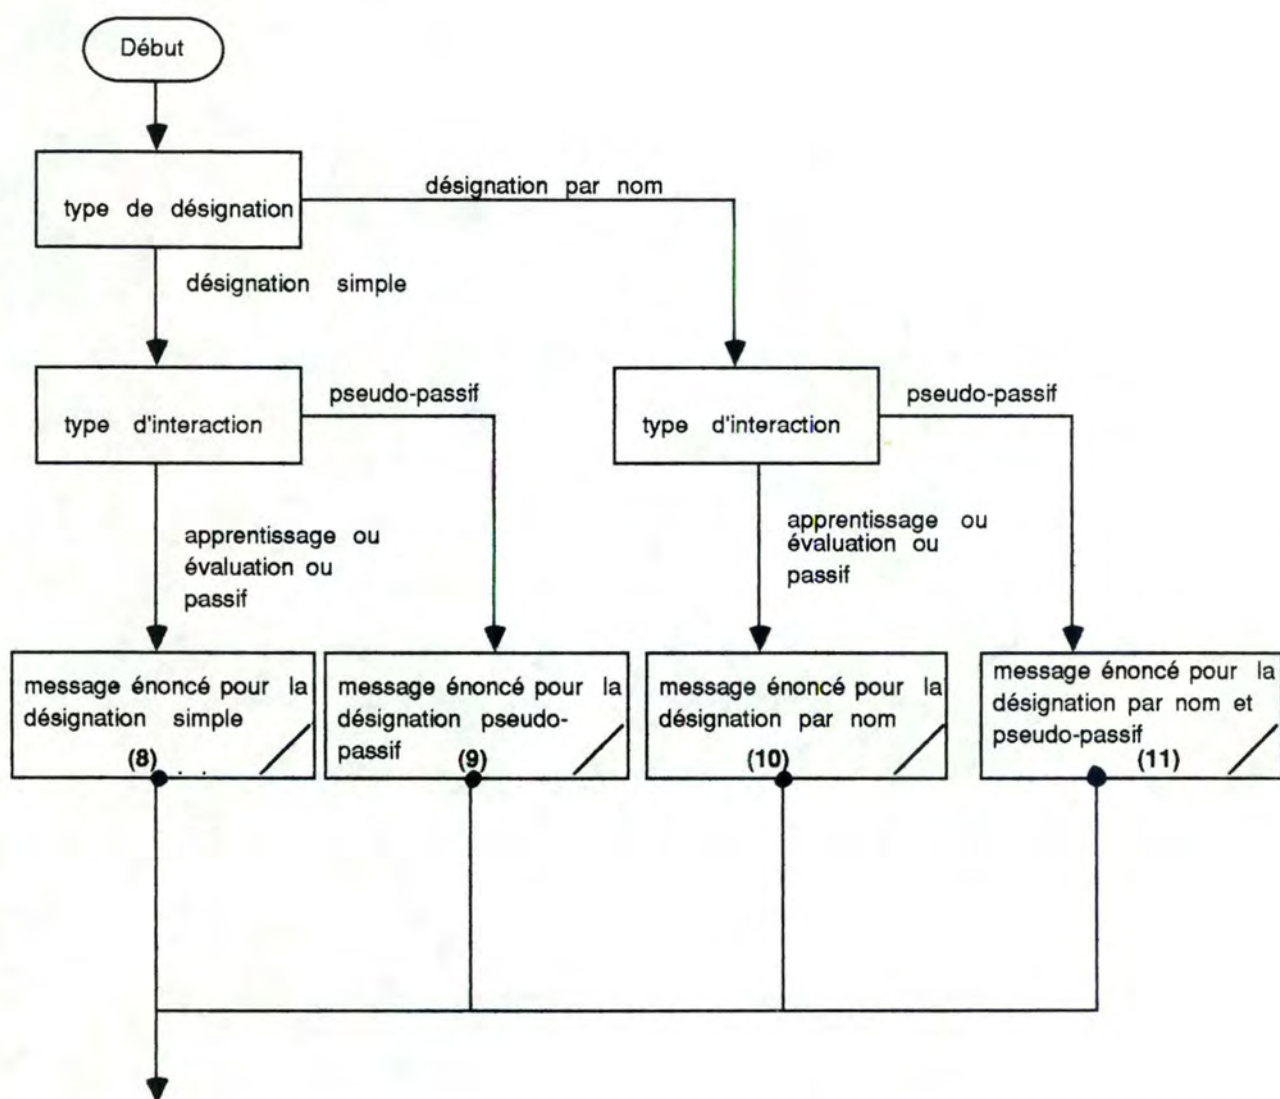 Début
désignation par nom
type de désignation
désignation simple
type d'interaction
pseudo-passif
type d'interaction
pseudo-passif
apprentissage ou
évaluation ou
passif
apprentissage ou
évaluation ou
passif
message énoncé pour la
désignation simple
(8)
message énoncé pour la
désignation pseudo-
passif
(9)
message énoncé pour la
désignation par nom
(10)
message énoncé pour la
désignation par nom et
pseudo-passif
(11)